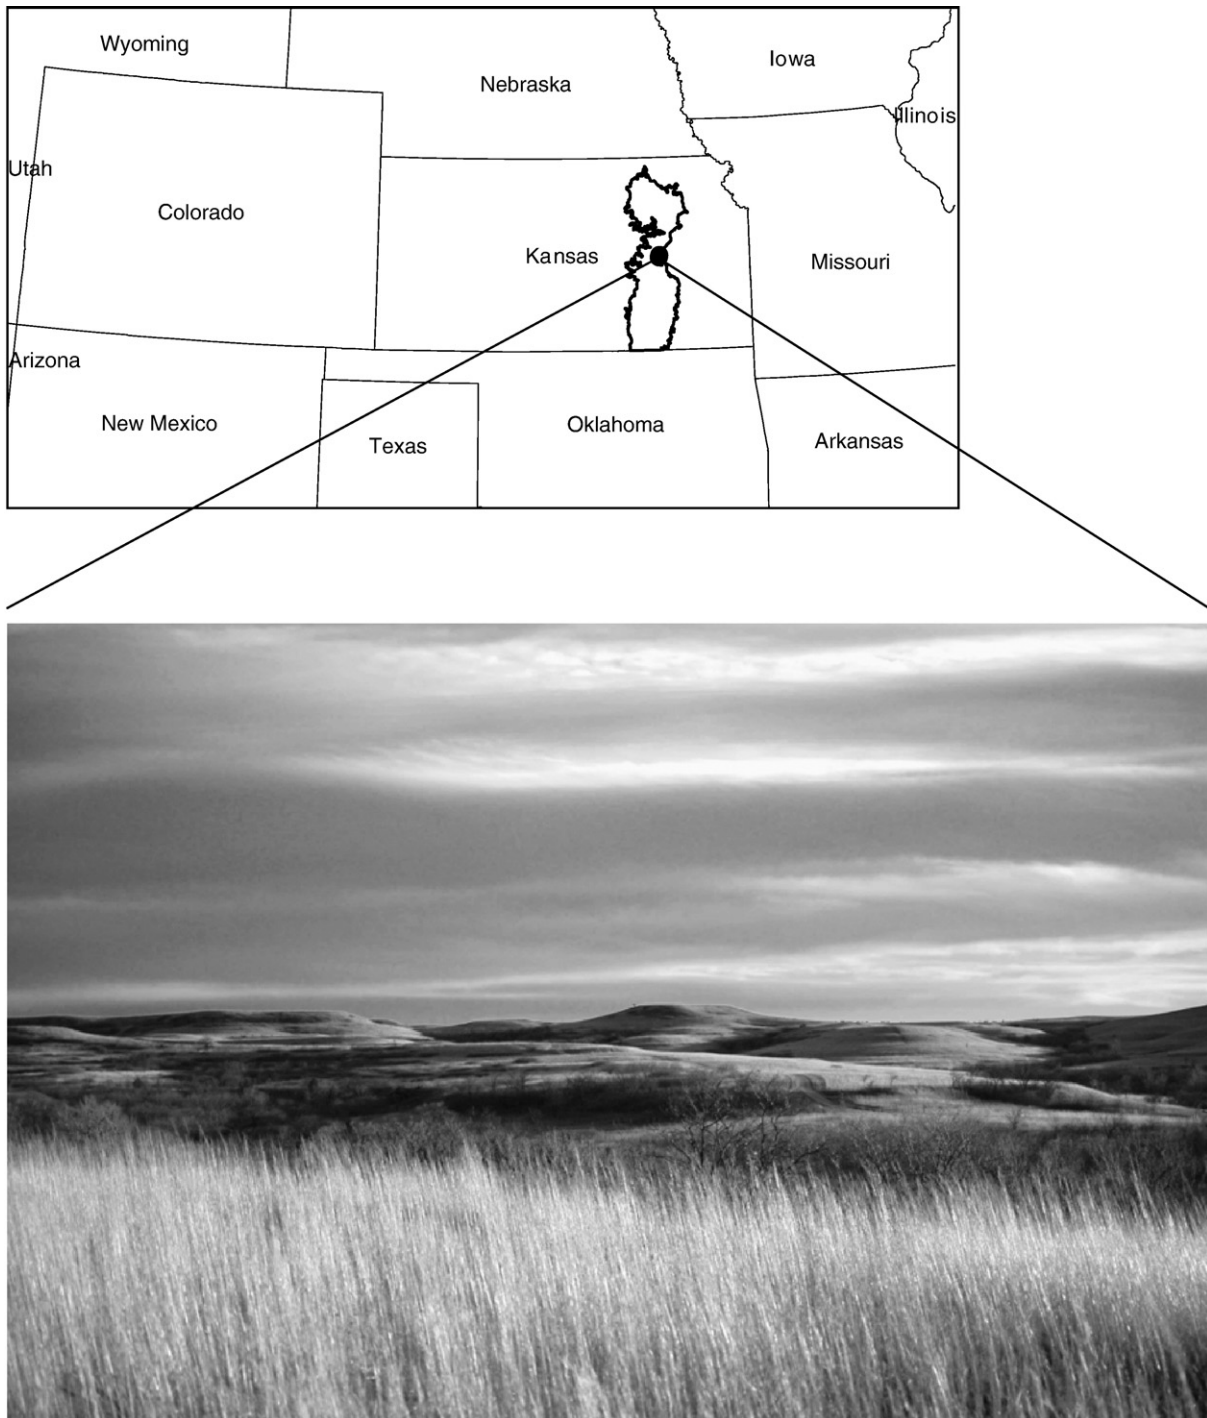 Wyoming
Iowa
Nebraska
Illinois
Utah
Colorado
Kansas
Missouri
Arizona
New Mexico
Oklahoma
Texas
Arkansas